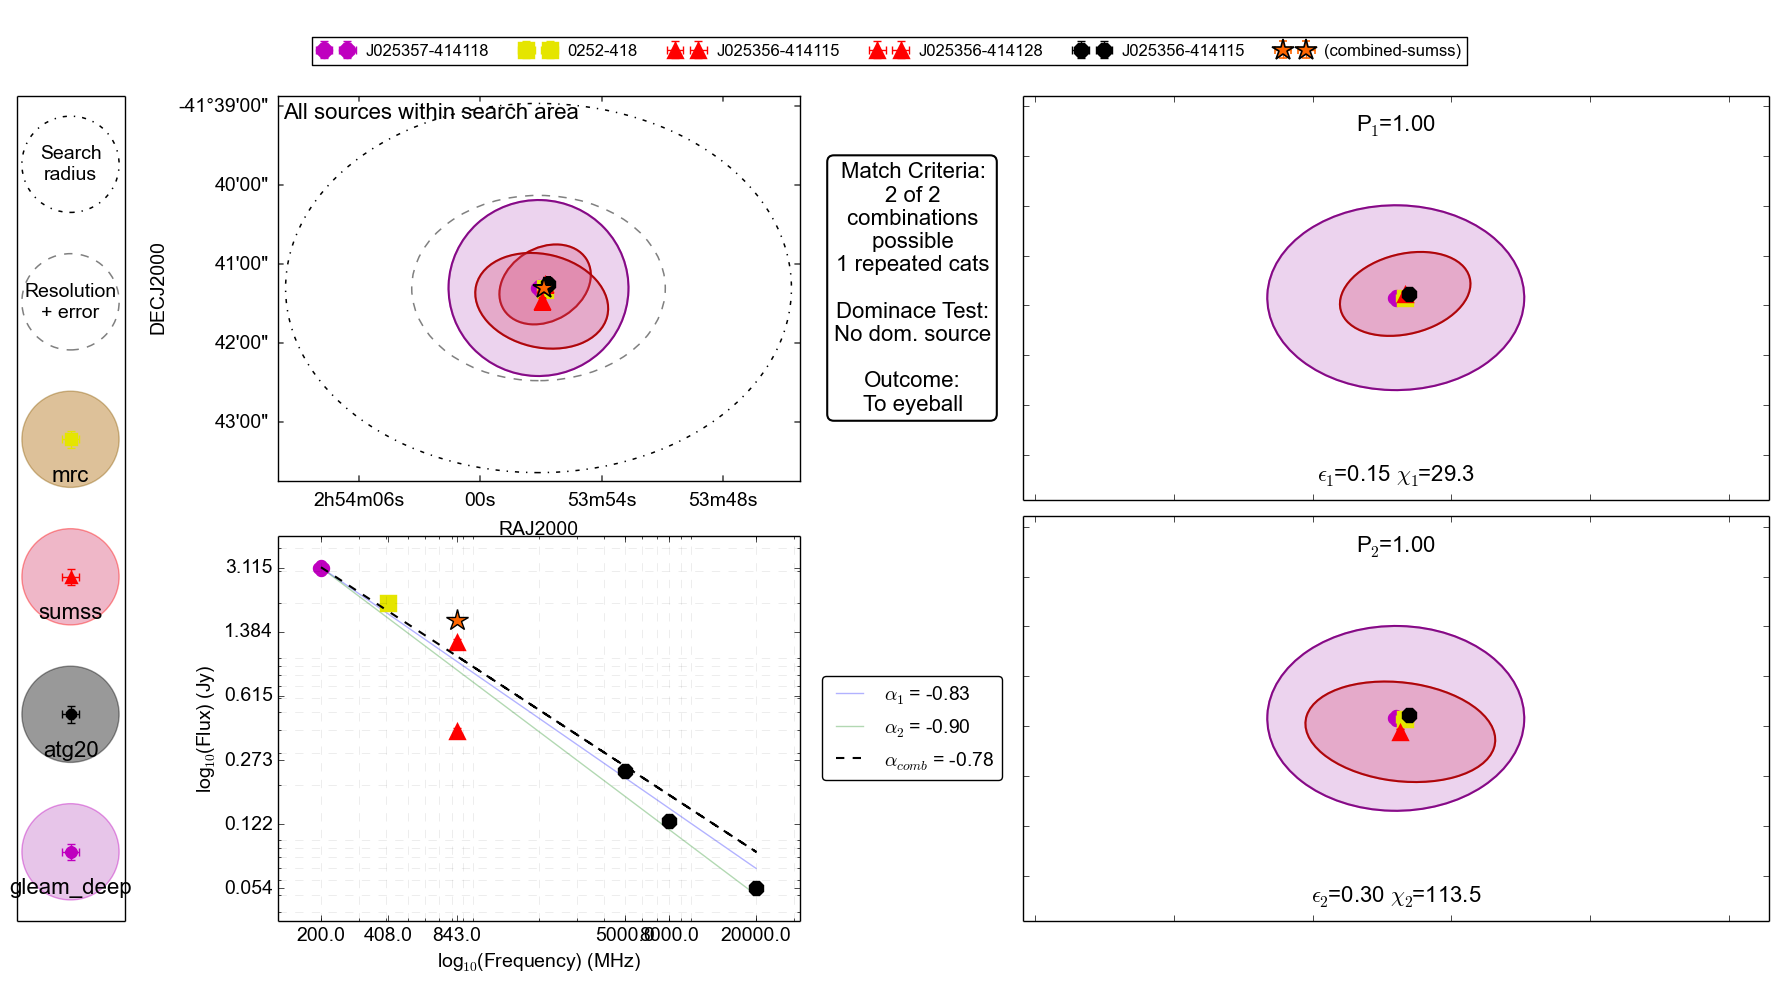 J025357-414118 0252-418 J025356-414115 J025356-414128 J025356-414115 (combined-sumss)
Search
radius
Resolution
+ error
mrc
sumss
atg20
gleam_deep
All sources within search area
DECJ2000
-41°39'00"
40'00"
41'00"
42'00"
43'00"
2h54m06s 00s 53m54s 53m48s
RAJ2000
Match Criteria:
2 of 2
combinations
possible
1 repeated cats
Dominace Test:
No dom. source
Outcome:
To eyeball
P1=1.00
ϵ1=0.15 χ1=29.3
P2=1.00
ϵ2=0.30 χ2=113.5
log10(Flux) (Jy)
3.115
1.384
0.615
0.273
0.122
0.054
200.0 408.0 843.0 5000.0 8000.0 20000.0
log10(Frequency) (MHz)
α1 = -0.83
α2 = -0.90
αcomb = -0.78